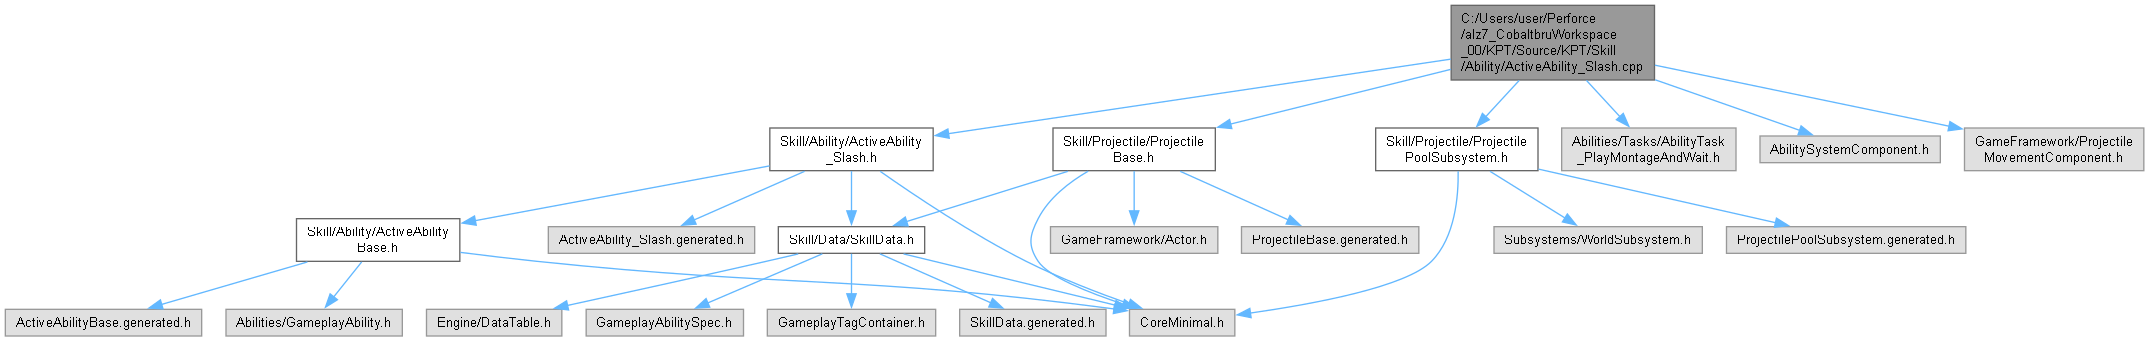 C:/Users/user/Perforce
/alz7_CobaltbruWorkspace
_00/KPT/Source/KPT/Skill
/Ability/ActiveAbility_Slash.cpp
Skill/Ability/ActiveAbility
_Slash.h
Skill/Projectile/Projectile
Base.h
Skill/Projectile/Projectile
PoolSubsystem.h
Abilities/Tasks/AbilityTask
_PlayMontageAndWait.h
AbilitySystemComponent.h
GameFramework/Projectile
MovementComponent.h
Skill/Ability/ActiveAbility
Base.h
ActiveAbility_Slash.generated.h
Skill/Data/SkillData.h
GameFramework/Actor.h
ProjectileBase.generated.h
Subsystems/WorldSubsystem.h
ProjectilePoolSubsystem.generated.h
ActiveAbilityBase.generated.h
Abilities/GameplayAbility.h
Engine/DataTable.h
GameplayAbilitySpec.h
GameplayTagContainer.h
SkillData.generated.h
CoreMinimal.h